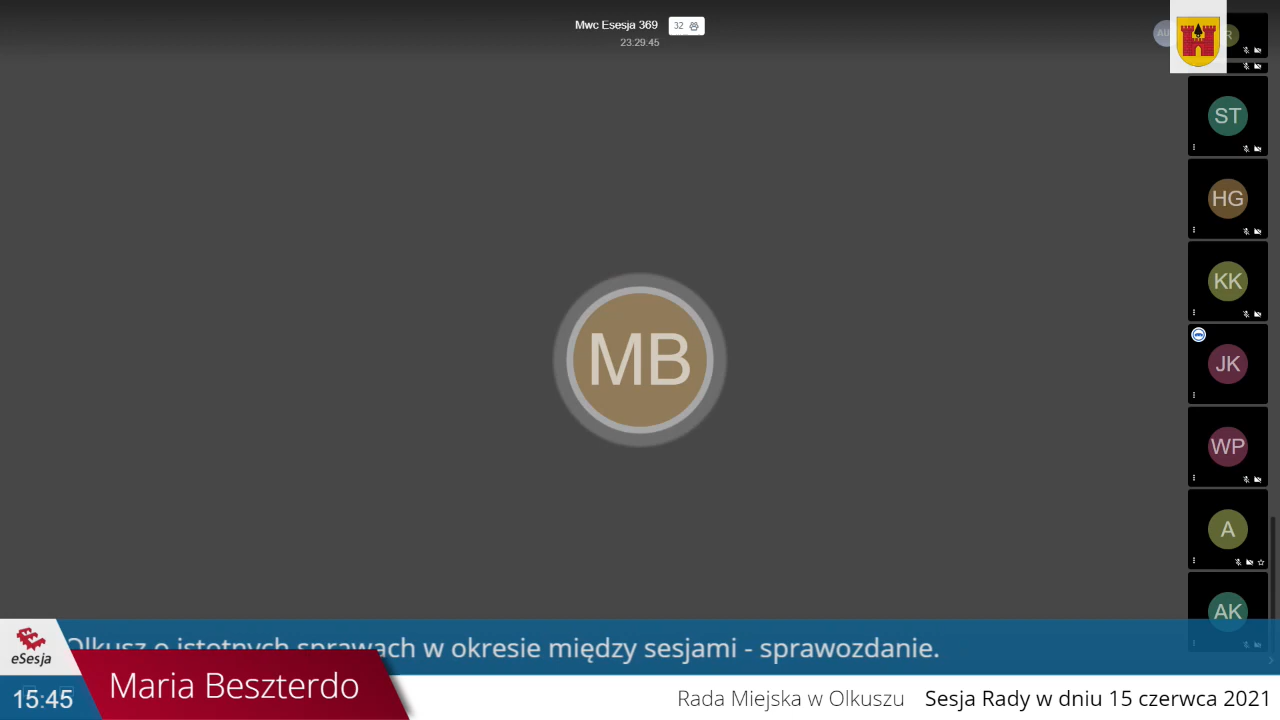 Mwc Esesja 369
32
23:29:45
AU
R
ST
HG
KK
JK
WP
A
AK
MB
Olkusz o istotnych sprawach w okresie między sesjami - sprawozdanie.
eSesja
Maria Beszterdo
15:45
Rada Miejska w Olkuszu
Sesja Rady w dniu 15 czerwca 2021